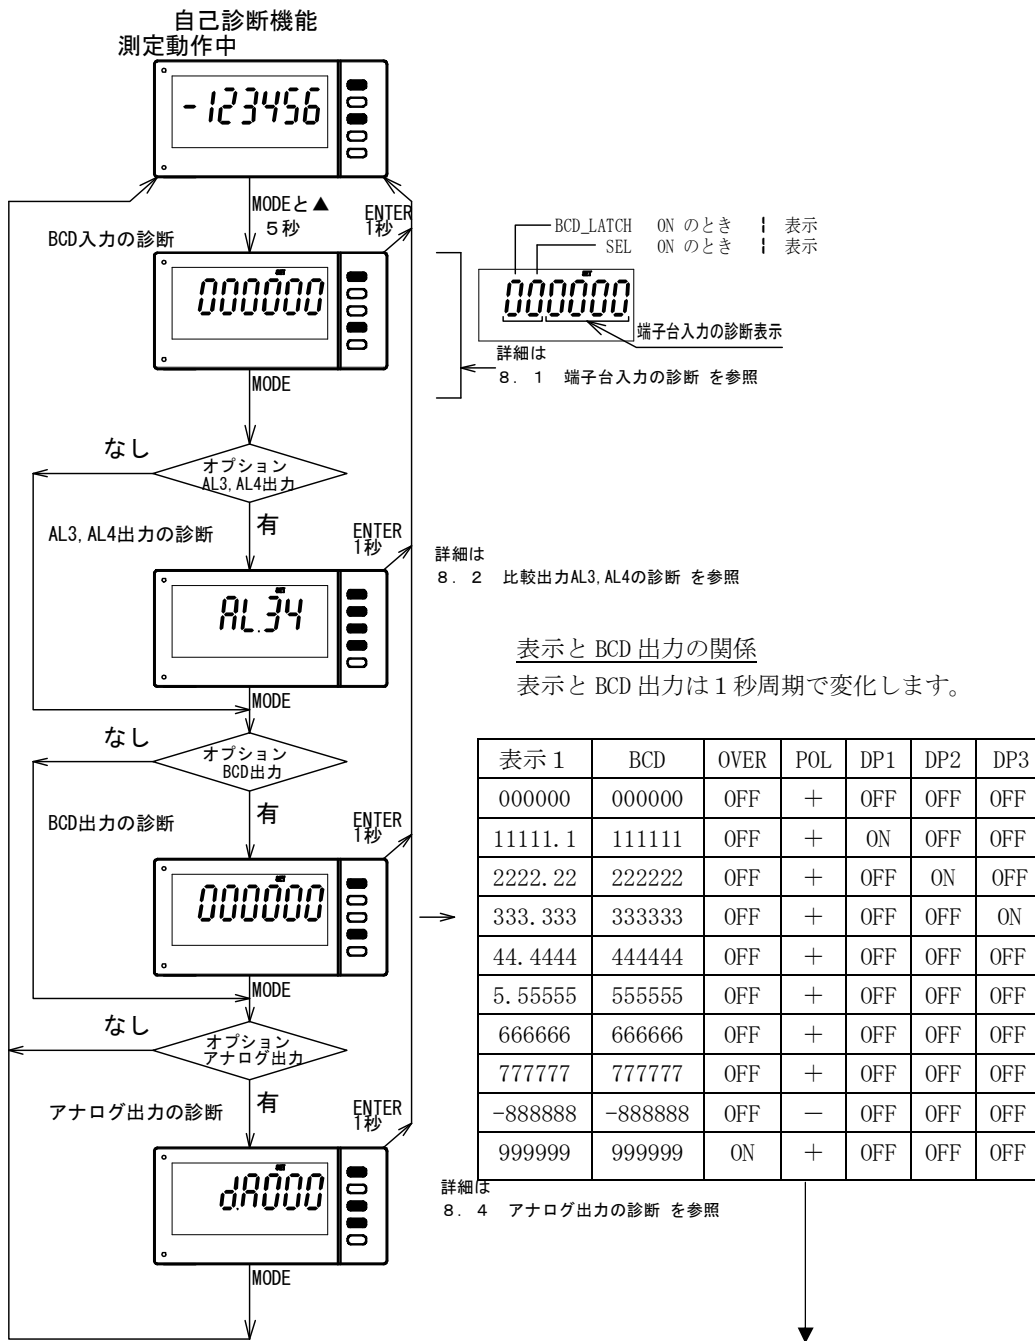 自己診断機能
測定動作中
-123456
MODEと▲
5秒
ENTER
1秒
BCD入力の診断
000000
MODE
BCD_LATCH ON のとき ¦ 表示
SEL ON のとき ¦ 表示
000000
端子台入力の診断表示
詳細は
8.1 端子台入力の診断 を参照
なし
オプション
AL3,AL4出力
有
AL3,AL4出力の診断
ENTER
1秒
AL.34
MODE
詳細は
8.2 比較出力AL3,AL4の診断 を参照
なし
オプション
BCD出力
有
BCD出力の診断
ENTER
1秒
000000
MODE
表示と BCD 出力の関係
表示と BCD 出力は1秒周期で変化します。
表示1 BCD OVER POL DP1 DP2 DP3
000000 000000 OFF + OFF OFF OFF
11111.1 111111 OFF + ON OFF OFF
2222.22 222222 OFF + OFF ON OFF
333.333 333333 OFF + OFF OFF ON
44.4444 444444 OFF + OFF OFF OFF
5.55555 555555 OFF + OFF OFF OFF
666666 666666 OFF + OFF OFF OFF
777777 777777 OFF + OFF OFF OFF
-888888 -888888 OFF － OFF OFF OFF
999999 999999 ON + OFF OFF OFF
なし
オプション
アナログ出力
有
アナログ出力の診断
ENTER
1秒
d.A000
MODE
詳細は
8.4 アナログ出力の診断 を参照